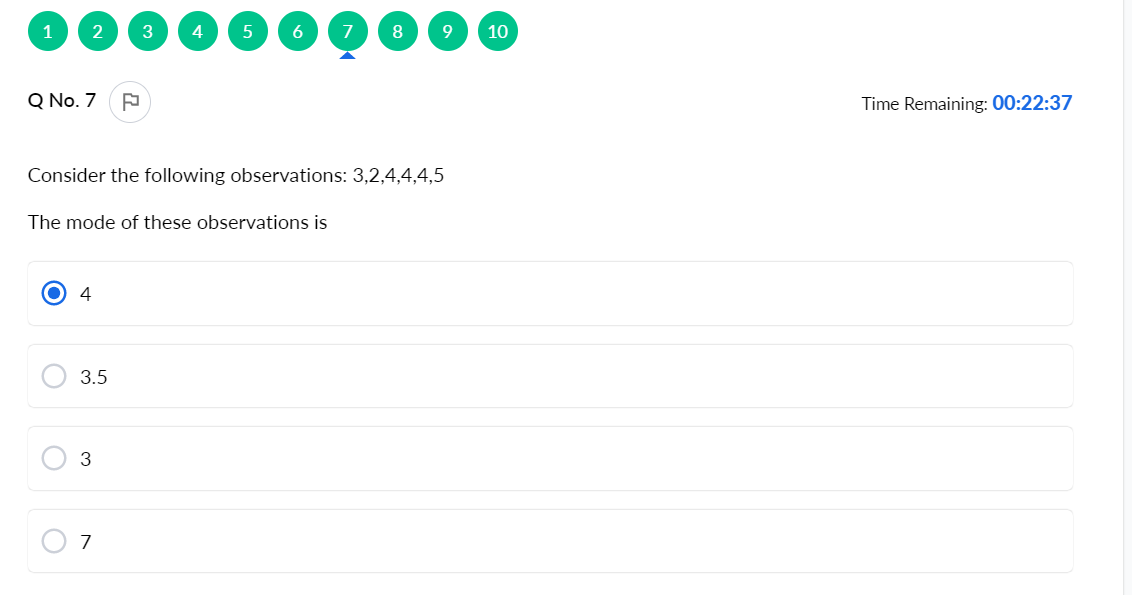 1 2 3 4 5 6 7 8 9 10
Q No. 7
Time Remaining: 00:22:37
Consider the following observations: 3,2,4,4,4,5
The mode of these observations is
4
3.5
3
7